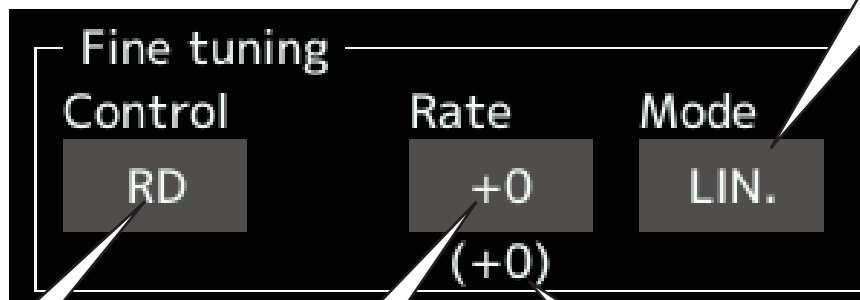 Fine tuning
Control Rate Mode
RD +0 LIN.
(+0)